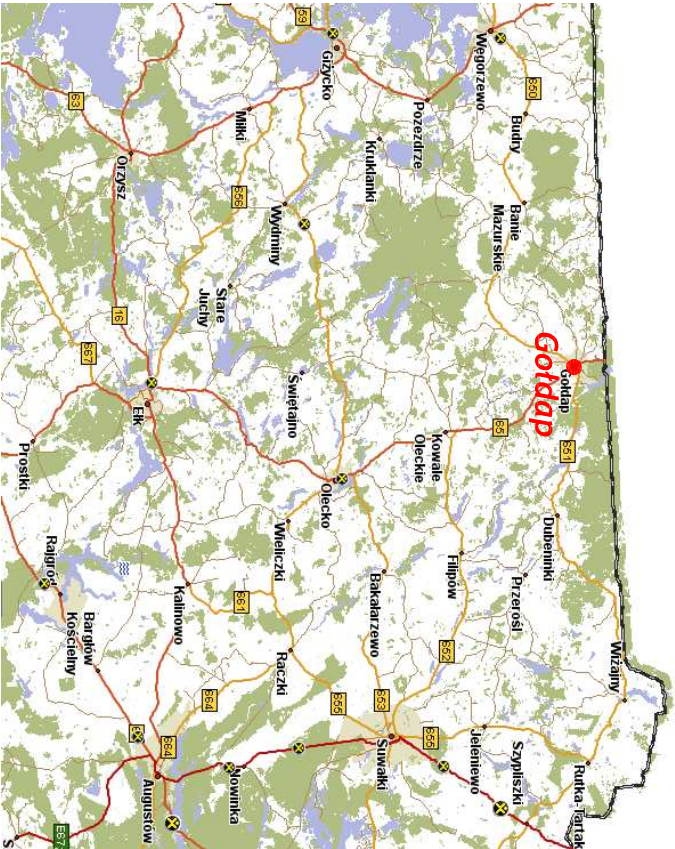 Wiżajny
Rutka-Tartak
Gołdap
651
Gołdap
Dubeninki
650
Budry
Banie
Mazurskie
Przerośl
Szypliszki
65
Węgorzewo
Jeleniewo
Filipów
652
Kowale
Oleckie
655
Pozezdrze
653
Suwałki
Bakałarzewo
Kruklanki
655
Giżycko
Olecko
59
Świętajno
Wieliczki
Raczki
Wydminy
Miłki
656
661
Nowinka
Stare
Juchy
664
Kalinowo
664
Augustów
Ełk
16
Orzysz
667
Bargłów
Kościelny
63
E67
Rajgród
Prostki
S